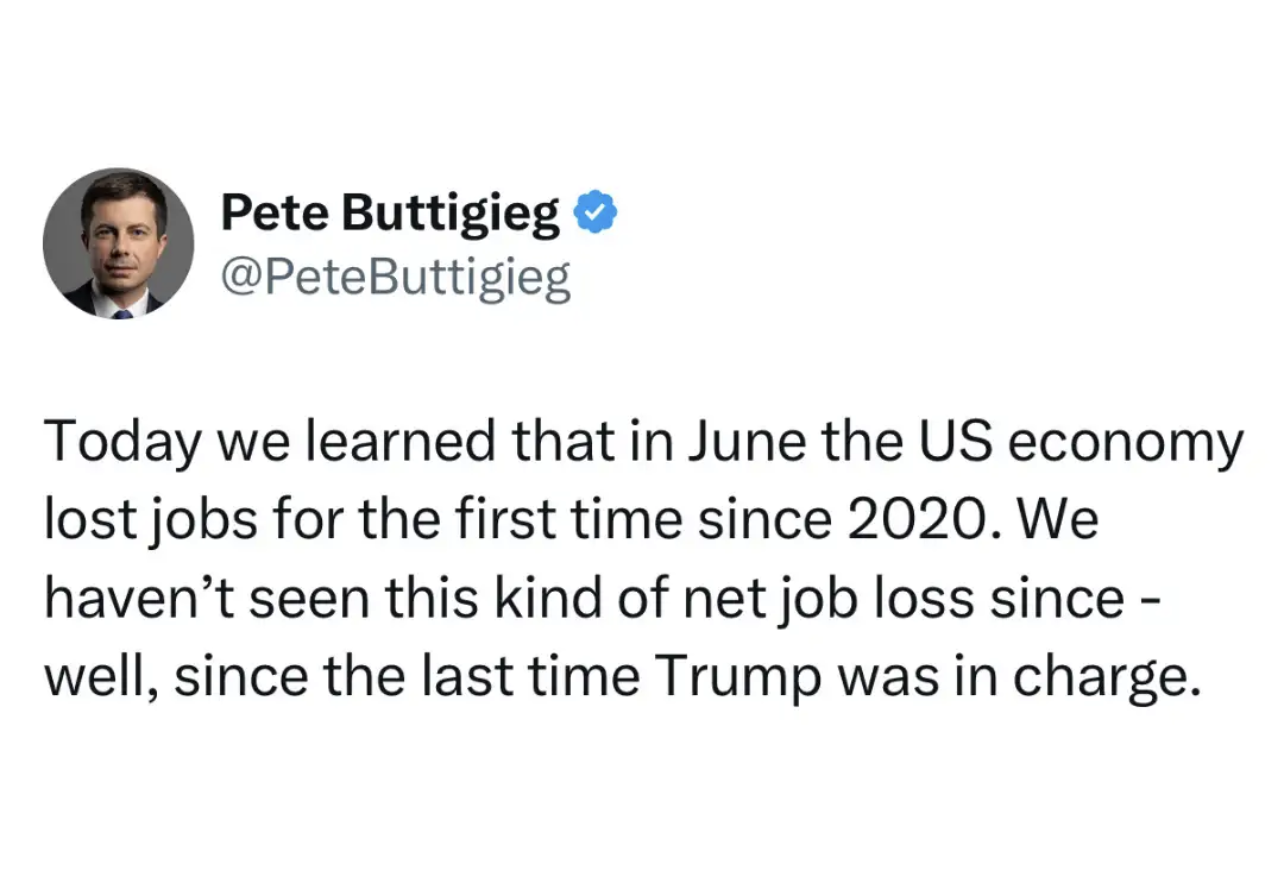 Pete Buttigieg
@PeteButtigieg
Today we learned that in June the US economy
lost jobs for the first time since 2020. We
haven’t seen this kind of net job loss since -
well, since the last time Trump was in charge.